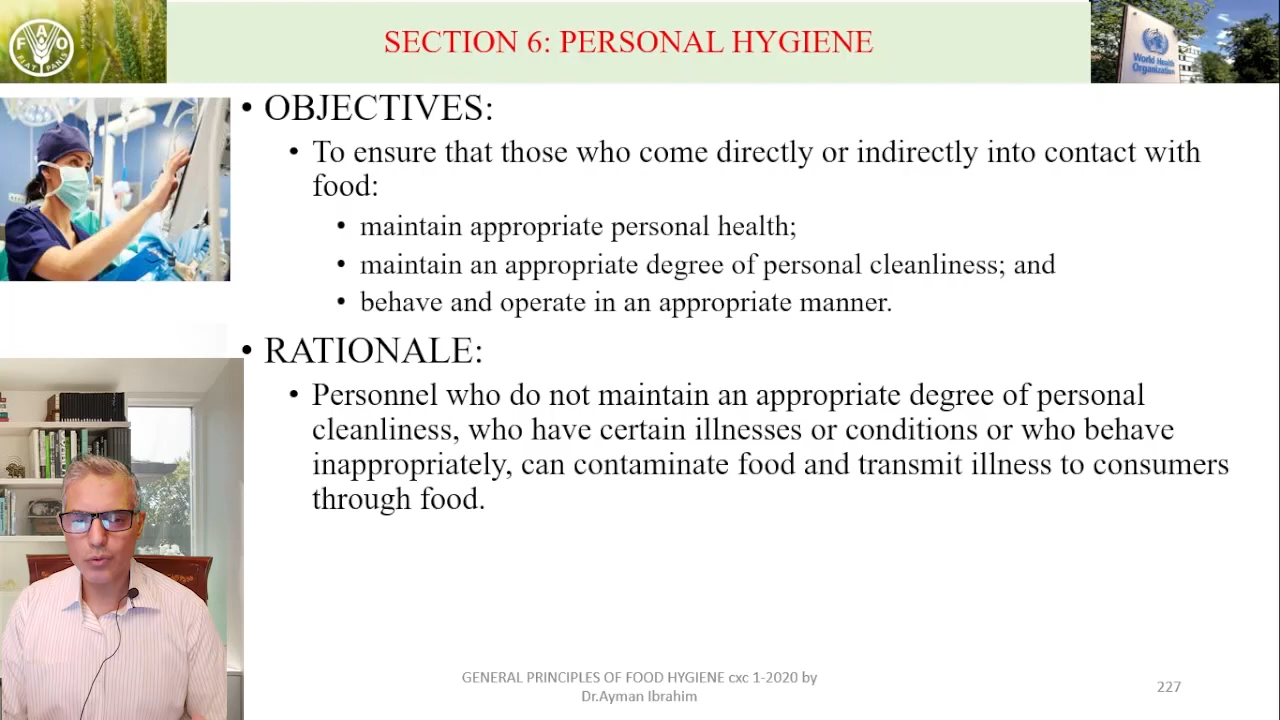 SECTION 6: PERSONAL HYGIENE
F A O
FIAT PANIS
World Health
Organization
• OBJECTIVES:
• To ensure that those who come directly or indirectly into contact with
food:
• maintain appropriate personal health;
• maintain an appropriate degree of personal cleanliness; and
• behave and operate in an appropriate manner.
• RATIONALE:
• Personnel who do not maintain an appropriate degree of personal
cleanliness, who have certain illnesses or conditions or who behave
inappropriately, can contaminate food and transmit illness to consumers
through food.
GENERAL PRINCIPLES OF FOOD HYGIENE cxc 1-2020 by
Dr.Ayman Ibrahim
227